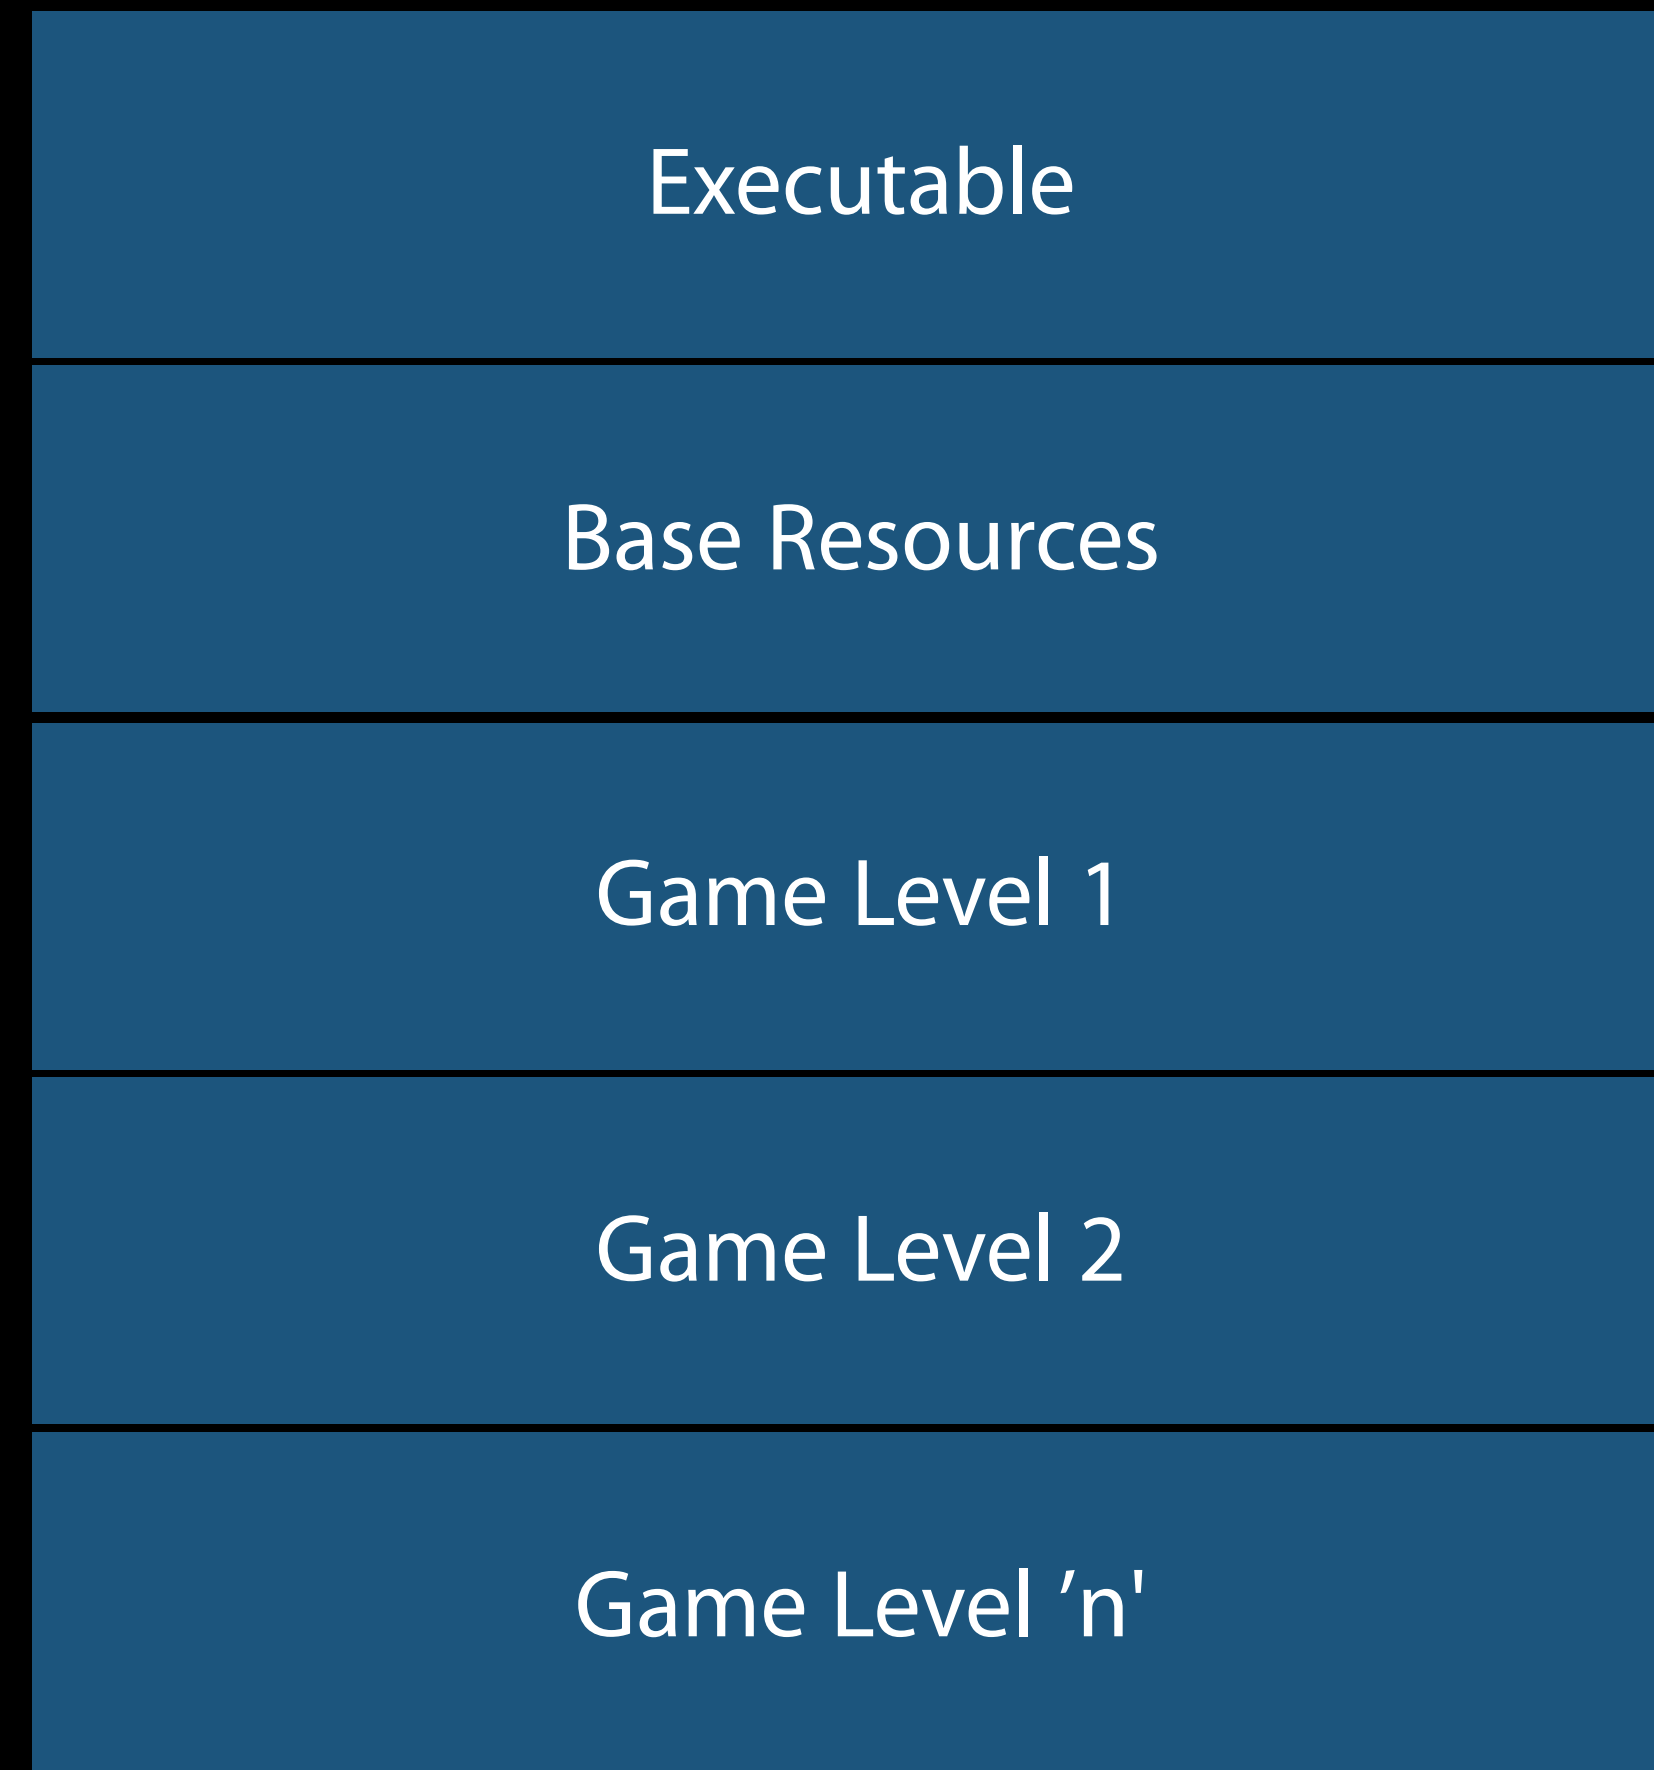 Executable
Base Resources
Game Level 1
Game Level 2
Game Level ’n'